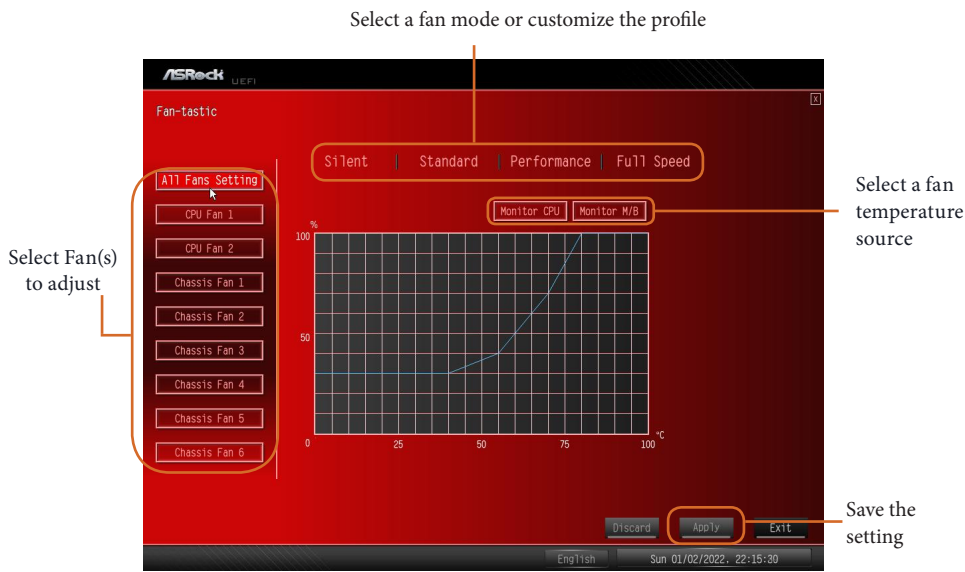 Select a fan mode or customize the profile
ASRock UEFI
Fan-tastic
X
Silent | Standard | Performance | Full Speed
All Fans Setting
CPU Fan 1
CPU Fan 2
Chassis Fan 1
Chassis Fan 2
Chassis Fan 3
Chassis Fan 4
Chassis Fan 5
Chassis Fan 6
Select Fan(s)
to adjust
Monitor CPU Monitor M/B
Select a fan
temperature
source
%
100
50
0 25 50 75 100 °C
Discard Apply Exit
Save the
setting
English Sun 01/02/2022, 22:15:30